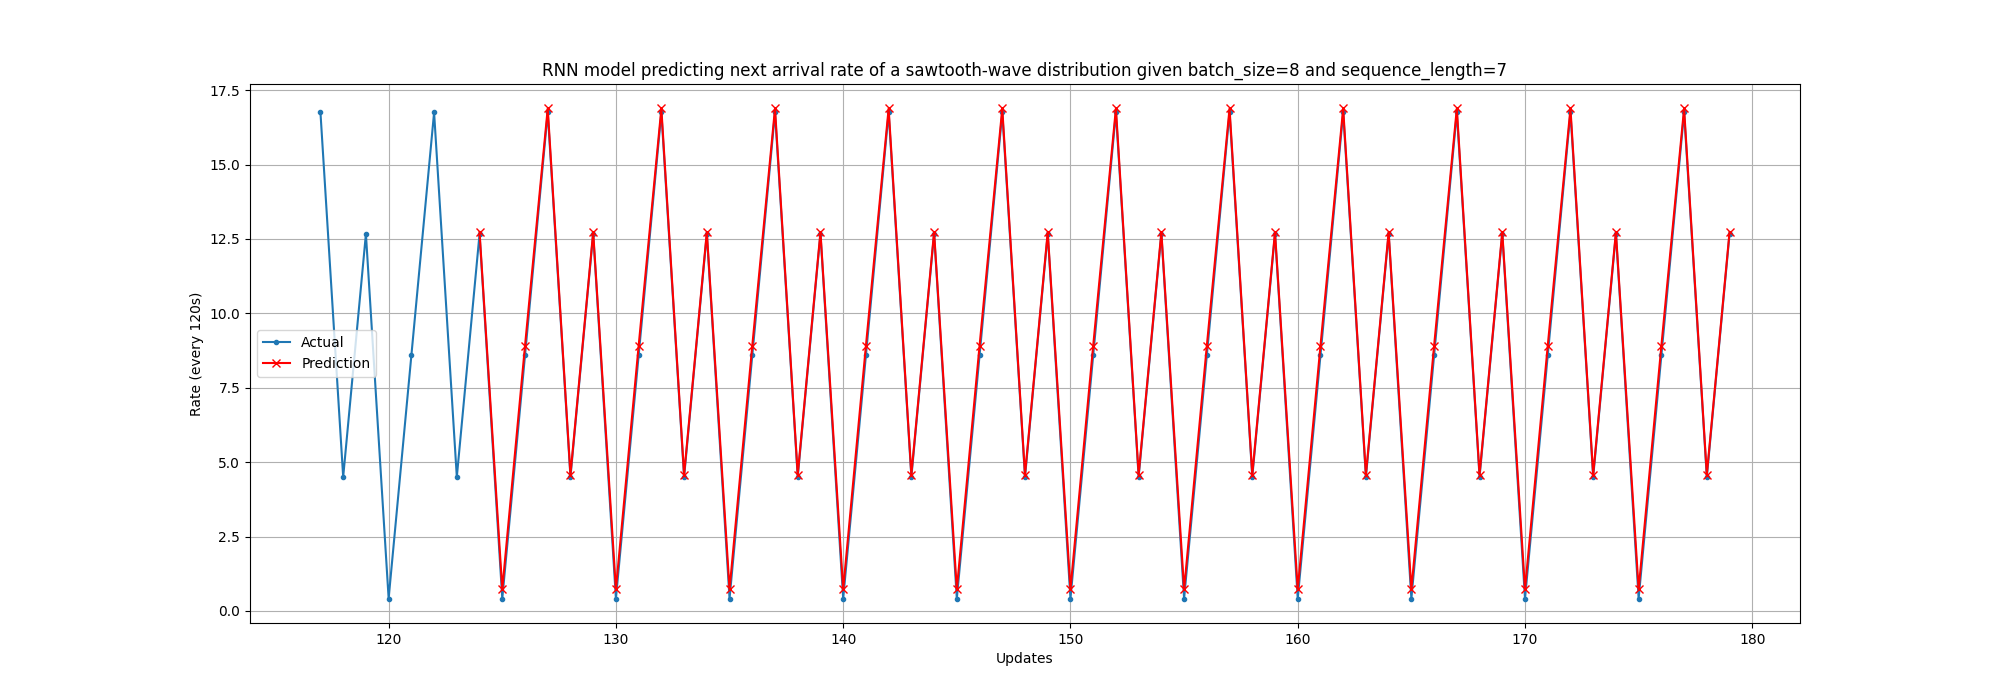 RNN model predicting next arrival rate of a sawtooth-wave distribution given batch_size=8 and sequence_length=7
17.5
15.0
12.5
10.0
7.5
5.0
2.5
0.0
Rate (every 120s)
Actual
Prediction
120 130 140 150 160 170 180
Updates